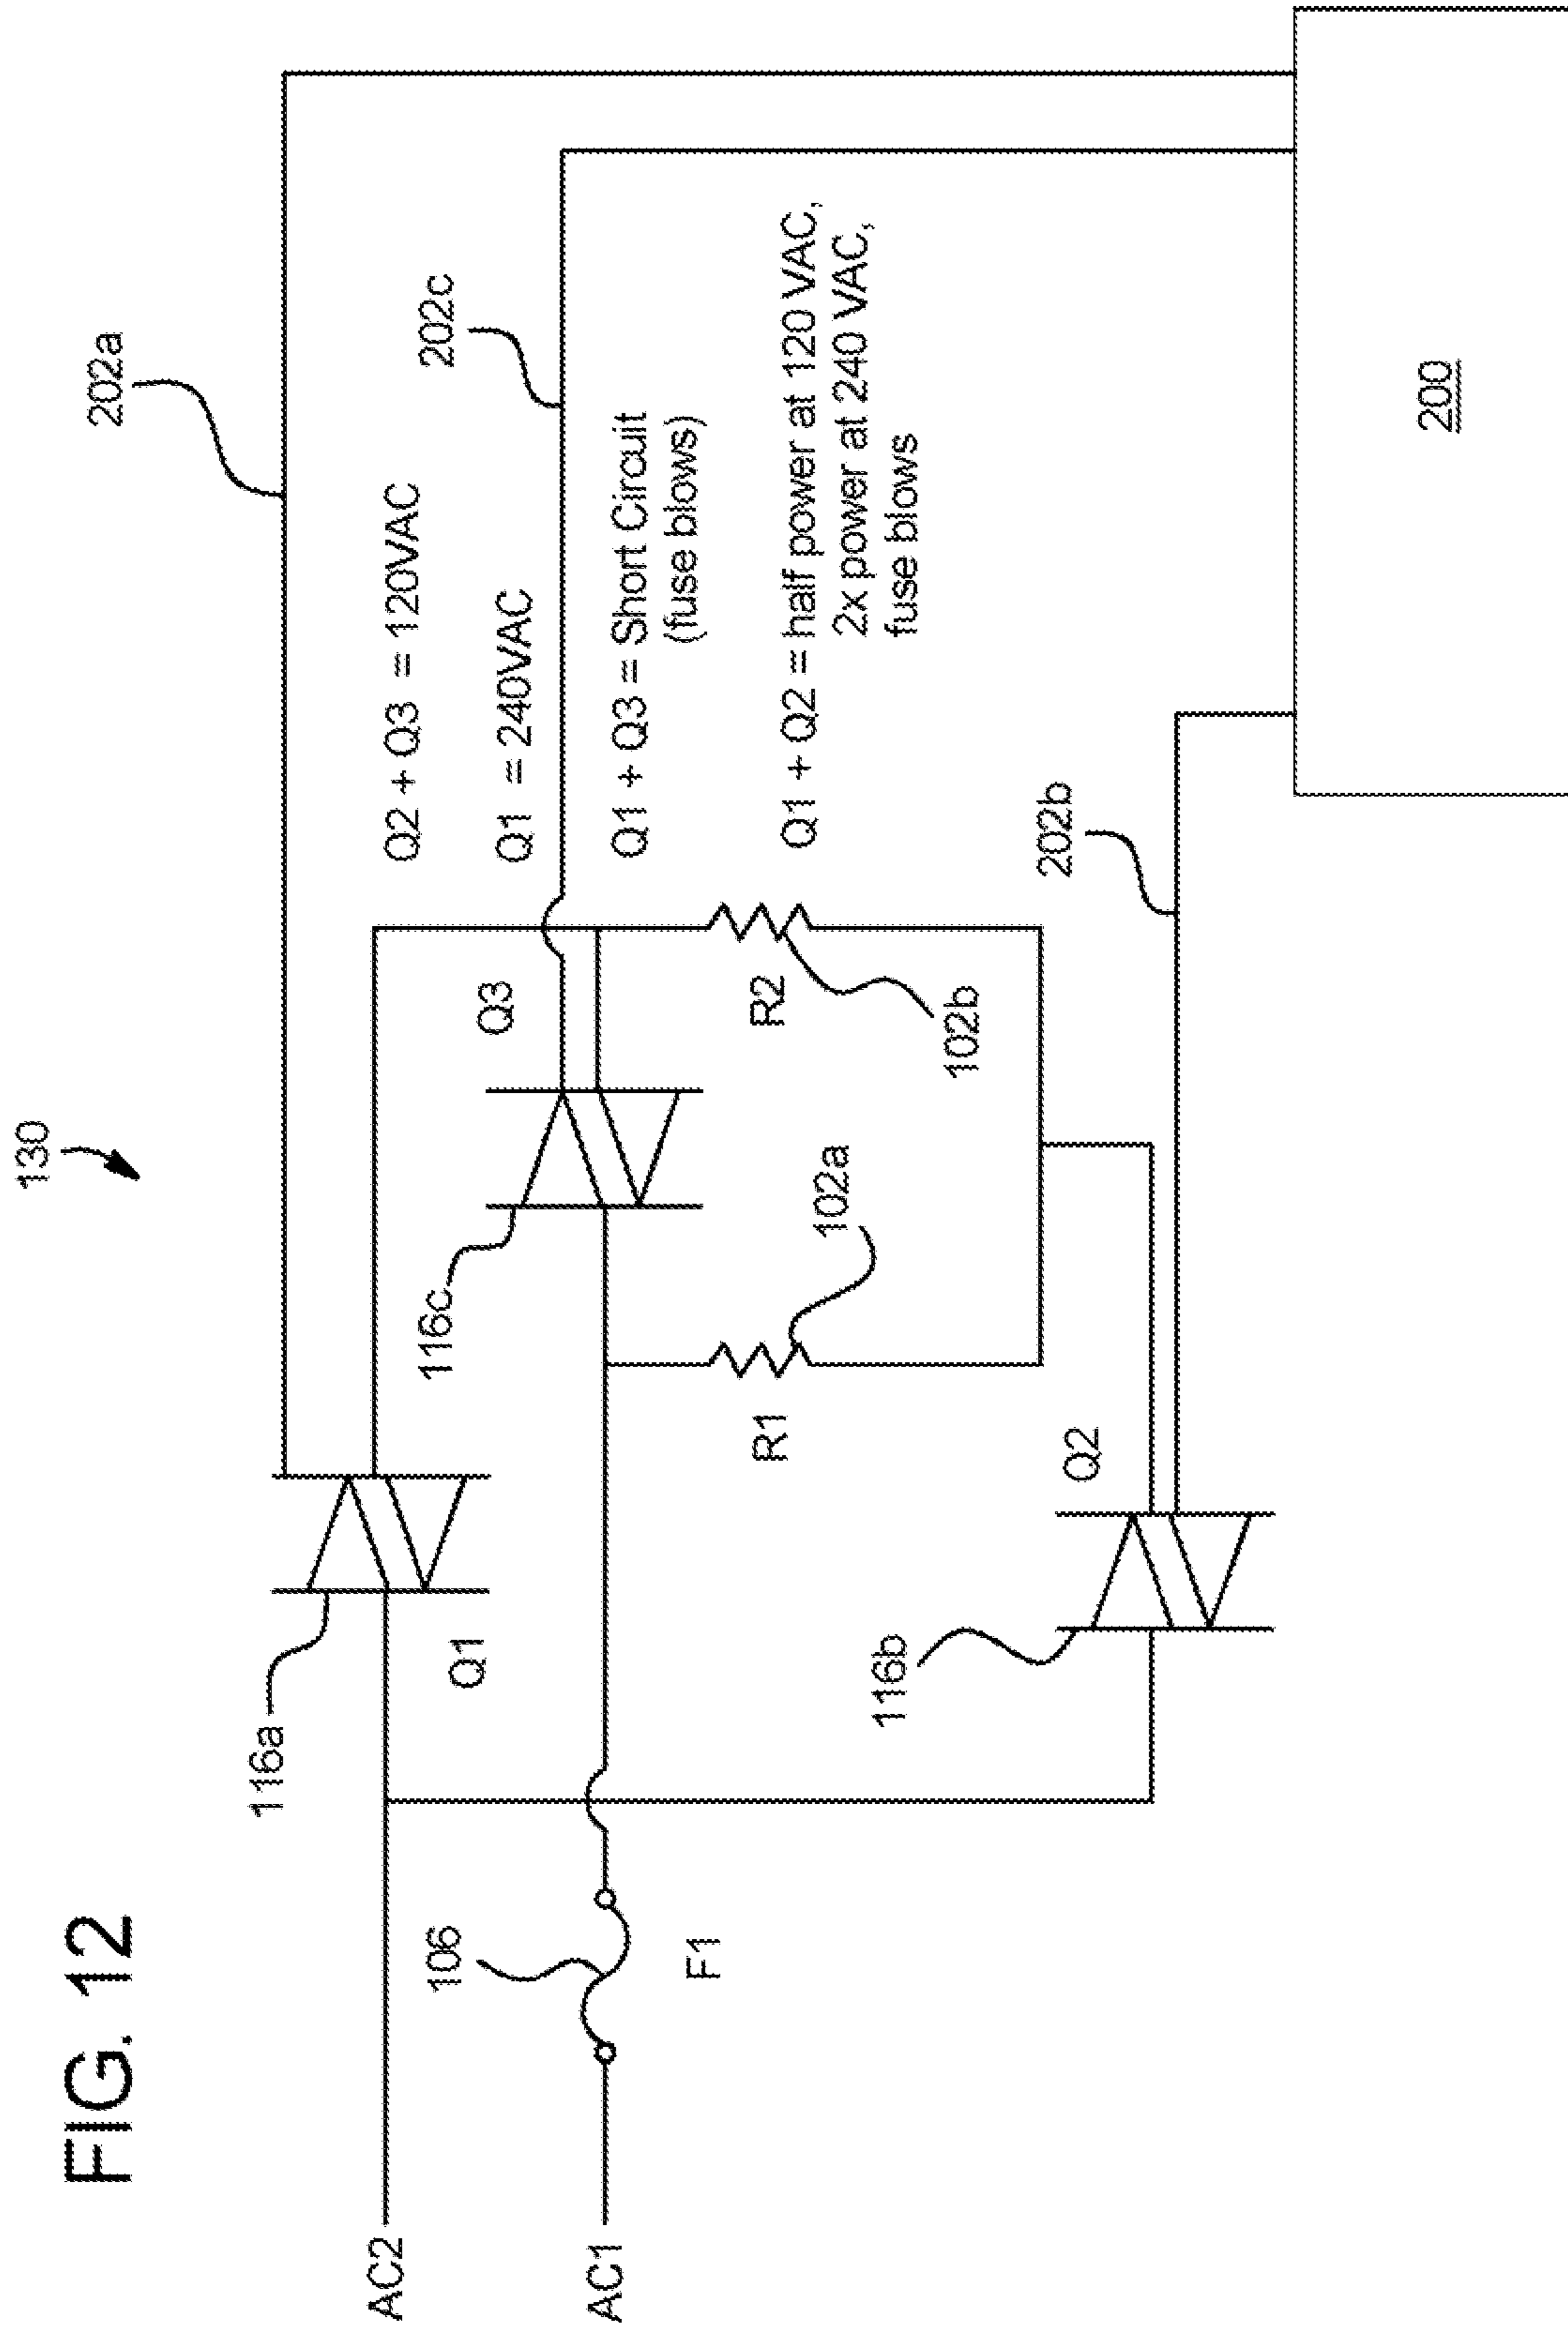 FIG. 12
130
202a
Q2 + Q3 = 120VAC
202c
Q1 = 240VAC
Q1 + Q3 = Short Circuit
(fuse blows)
Q1 + Q2 = half power at 120 VAC,
2x power at 240 VAC,
fuse blows
116a
Q1
AC2
106
F1
AC1
116c
Q3
R1
102a
R2
102b
116b
Q2
202b
200